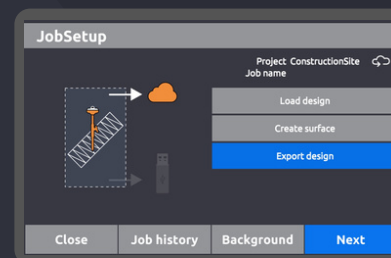 JobSetup
Project ConstructionSite
Job name
Load design
Create surface
Export design
Close
Job history
Background
Next